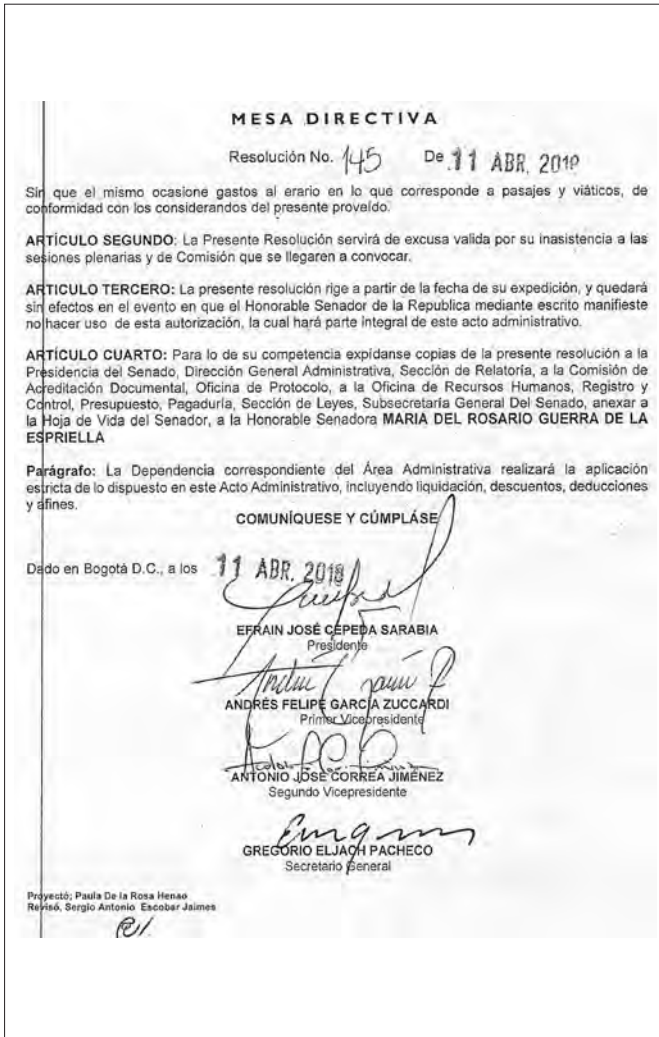 MESA DIRECTIVA
Resolución No. 145 De 11 ABR. 2018
Sin que el mismo ocasione gastos al erario en lo que corresponde a pasajes y viáticos, de
conformidad con los considerandos del presente proveído.
ARTÍCULO SEGUNDO: La Presente Resolución servirá de excusa valida por su inasistencia a las
sesiones plenarias y de Comisión que se llegaren a convocar.
ARTICULO TERCERO: La presente resolución rige a partir de la fecha de su expedición, y quedará
sin efectos en el evento en que el Honorable Senador de la Republica mediante escrito manifieste
no hacer uso de esta autorización, la cual hará parte integral de este acto administrativo.
ARTÍCULO CUARTO: Para lo de su competencia expídanse copias de la presente resolución a la
Presidencia del Senado, Dirección General Administrativa, Sección de Relatoría, a la Comisión de
Acreditación Documental, Oficina de Protocolo, a la Oficina de Recursos Humanos, Registro y
Control, Presupuesto, Pagaduría, Sección de Leyes, Subsecretaría General Del Senado, anexar a
la Hoja de Vida del Senador, a la Honorable Senadora MARIA DEL ROSARIO GUERRA DE LA
ESPRIELLA
Parágrafo: La Dependencia correspondiente del Área Administrativa realizará la aplicación
estricta de lo dispuesto en este Acto Administrativo, incluyendo liquidación, descuentos, deducciones
y afines.
COMUNÍQUESE Y CÚMPLASE
Dado en Bogotá D.C., a los 11 ABR. 2018
EFRAIN JOSÉ CEPEDA SARABIA
Presidente
ANDRÉS FELIPE GARCÍA ZUCCARDI
Primer Vicepresidente
ANTONIO JOSÉ CORREA JIMÉNEZ
Segundo Vicepresidente
GREGORIO ELJACH PACHECO
Secretario General
Proyectó; Paula De la Rosa Henao
Revisó, Sergio Antonio Escobar Jaimes